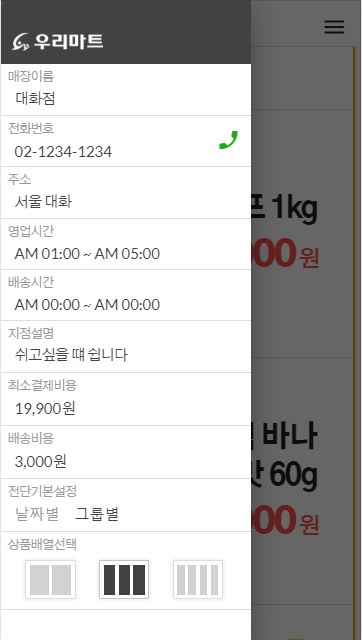 우리마트
매장이름
대화점
전화번호
02-1234-1234
주소
서울 대화
영업시간
AM 01:00 ~ AM 05:00
배송시간
AM 00:00 ~ AM 00:00
지점설명
쉬고싶을 떄 쉽니다
최소결제비용
19,900원
배송비용
3,000원
전단기본설정
날짜별 그룹별
상품배열선택
1kg
00원
바나
맛 60g
00원